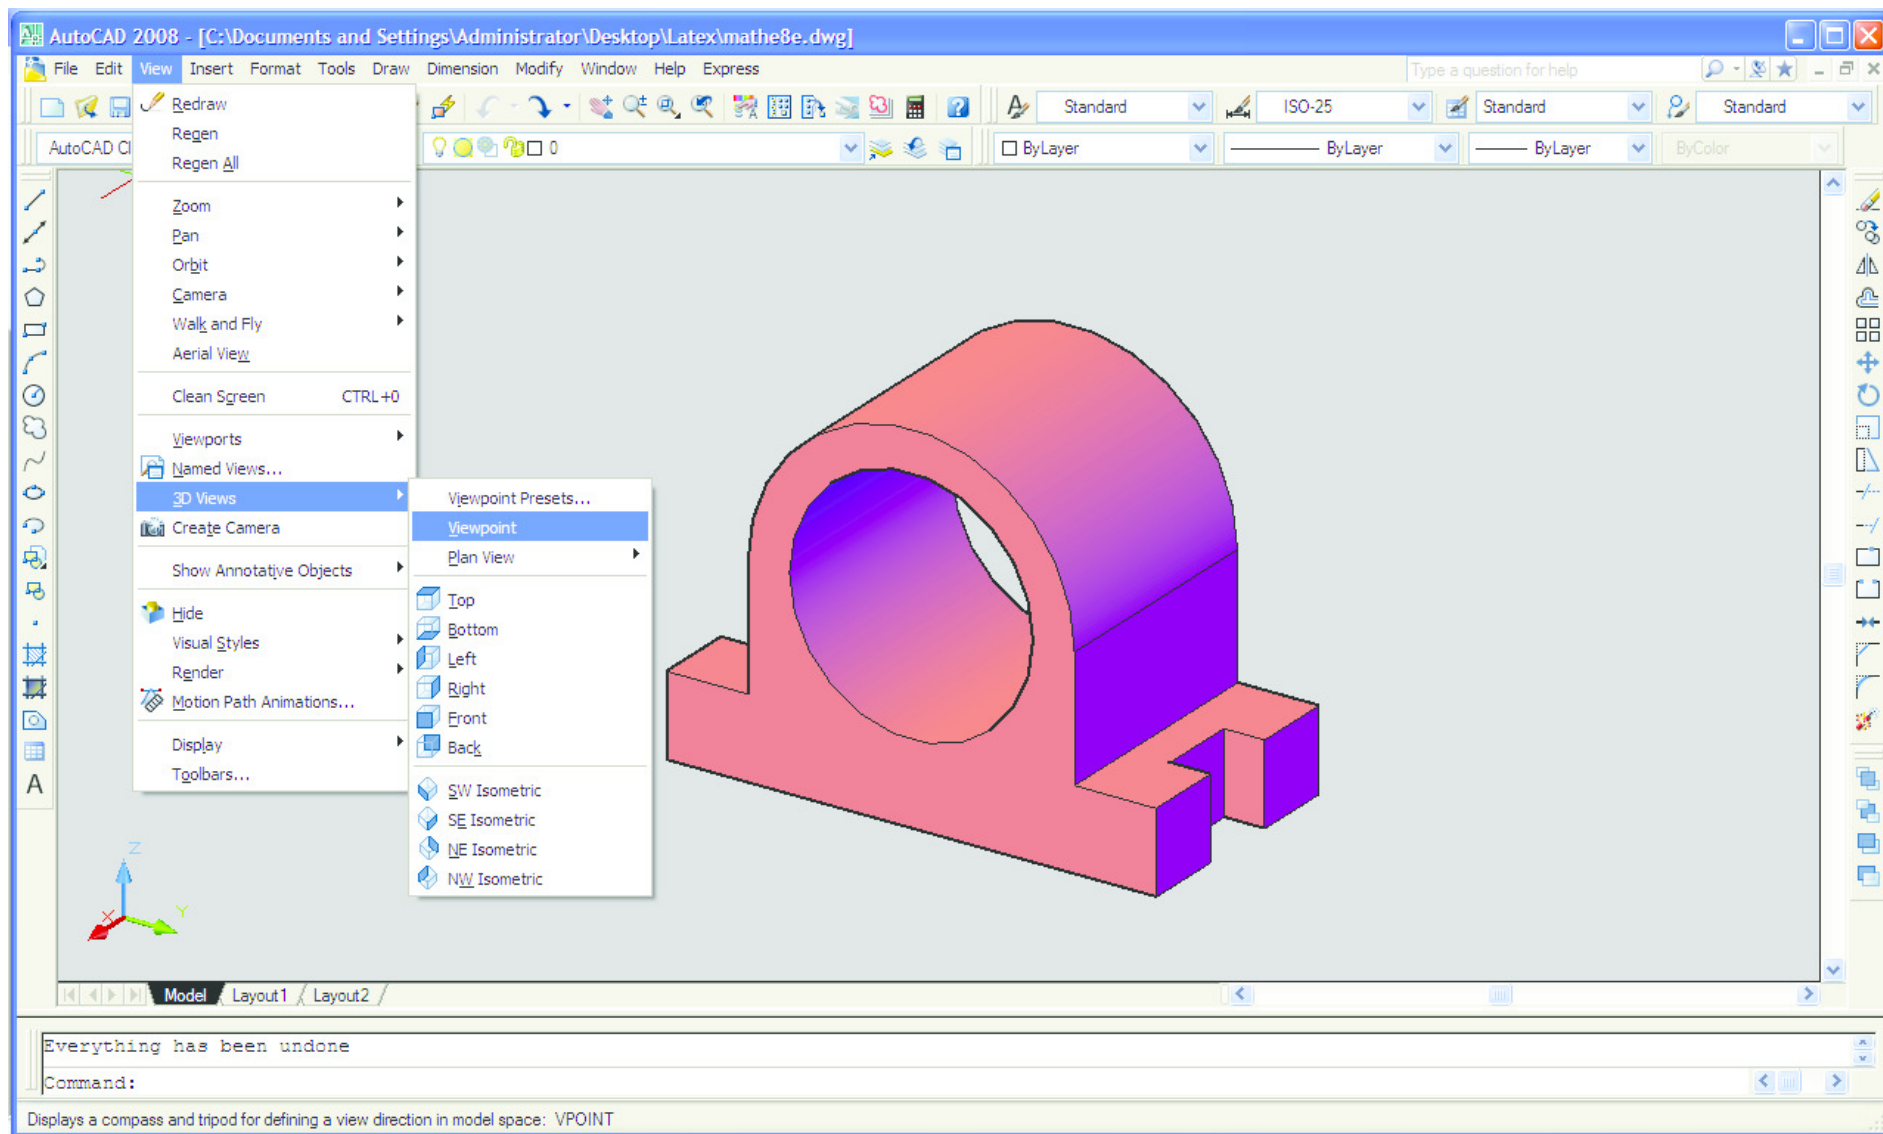 AutoCAD 2008 - [C:\Documents and Settings\Administrator\Desktop\Latex\mathe8e.dwg]
File Edit View Insert Format Tools Draw Dimension Modify Window Help Express Type a question for help
Standard ISO-25 Standard Standard
AutoCAD Cl 0 ByLayer ByLayer ByLayer ByColor
Redraw
Regen
Regen All
Zoom
Pan
Orbit
Camera
Walk and Fly
Aerial View
Clean Screen CTRL+0
Viewports
Named Views...
3D Views
Create Camera
Show Annotative Objects
Hide
Visual Styles
Render
Motion Path Animations...
Display
Toolbars...
Viewpoint Presets...
Viewpoint
Plan View
Top
Bottom
Left
Right
Front
Back
SW Isometric
SE Isometric
NE Isometric
NW Isometric
A
Z
X Y
Model Layout1 Layout2
Everything has been undone
Command:
Displays a compass and tripod for defining a view direction in model space: VPOINT